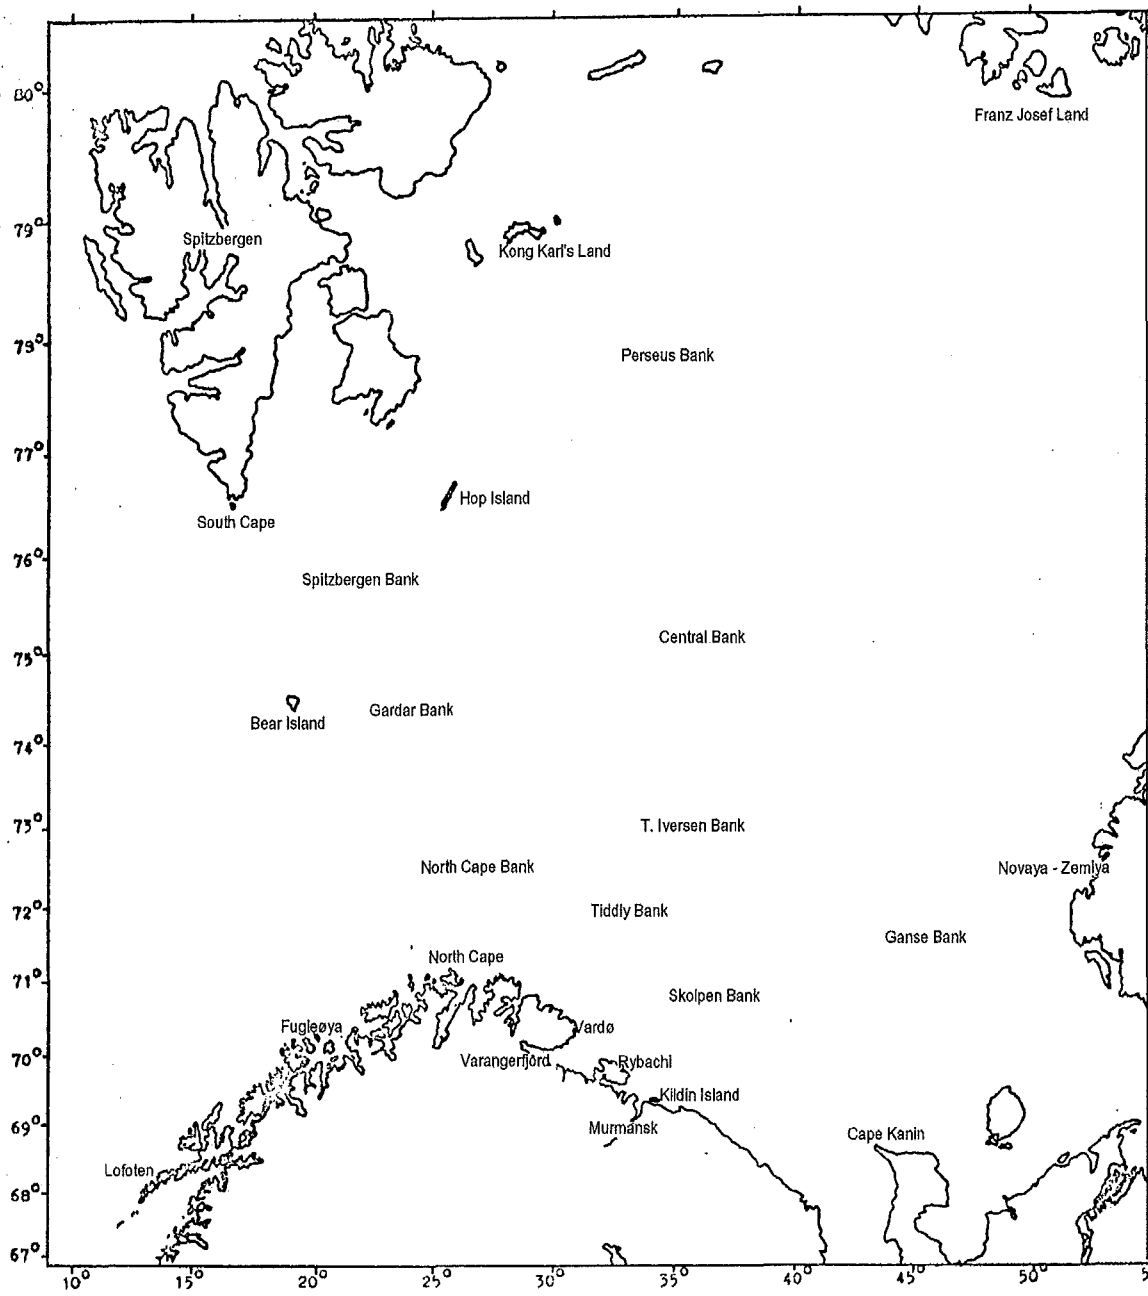 80°
Franz Josef Land
79°
Spitzbergen
Kong Karl's Land
73°
Perseus Bank
77°
Hop Island
South Cape
76°
Spitzbergen Bank
Central Bank
75°
Gardar Bank
Bear Island
74°
T. Iversen Bank
73°
North Cape Bank
Novaya - Zemlya
72°
Tiddly Bank
Ganse Bank
North Cape
71°
Skolpen Bank
Fugleøya
Vardø
70°
Varangerfjord
Rybachi
Kildin Island
69°
Murmansk
Cape Kanin
Lofoten
68°
67°
10° 15° 20° 25° 30° 35° 40° 45° 50°